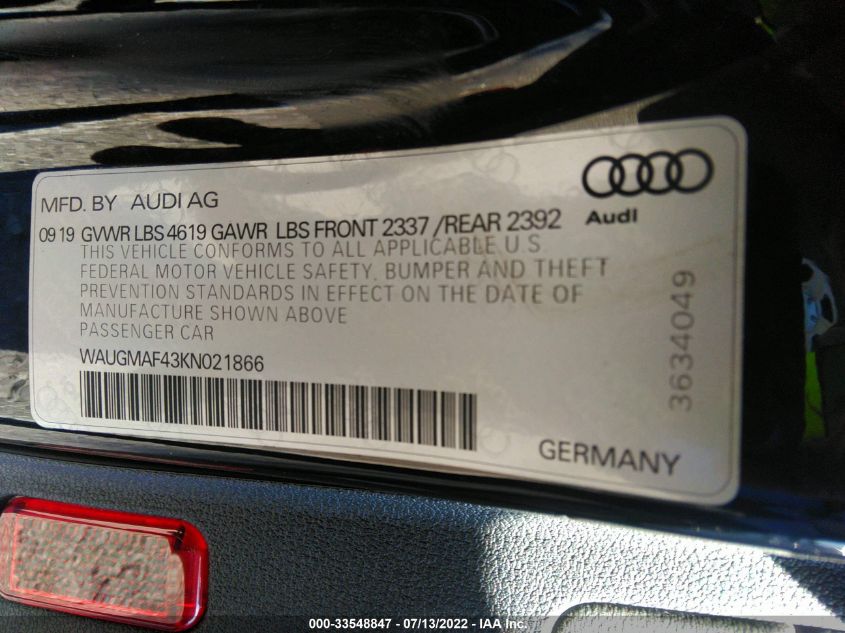 MFD. BY AUDI AG
Audi
09 19 GVWR LBS 4619 GAWR LBS FRONT 2337 /REAR 2392
THIS VEHICLE CONFORMS TO ALL APPLICABLE U.S.
FEDERAL MOTOR VEHICLE SAFETY, BUMPER AND THEFT
PREVENTION STANDARDS IN EFFECT ON THE DATE OF
MANUFACTURE SHOWN ABOVE
PASSENGER CAR
WAUGMAF43KN021866
3634049
GERMANY
000-33548847 - 07/13/2022 - IAA Inc.